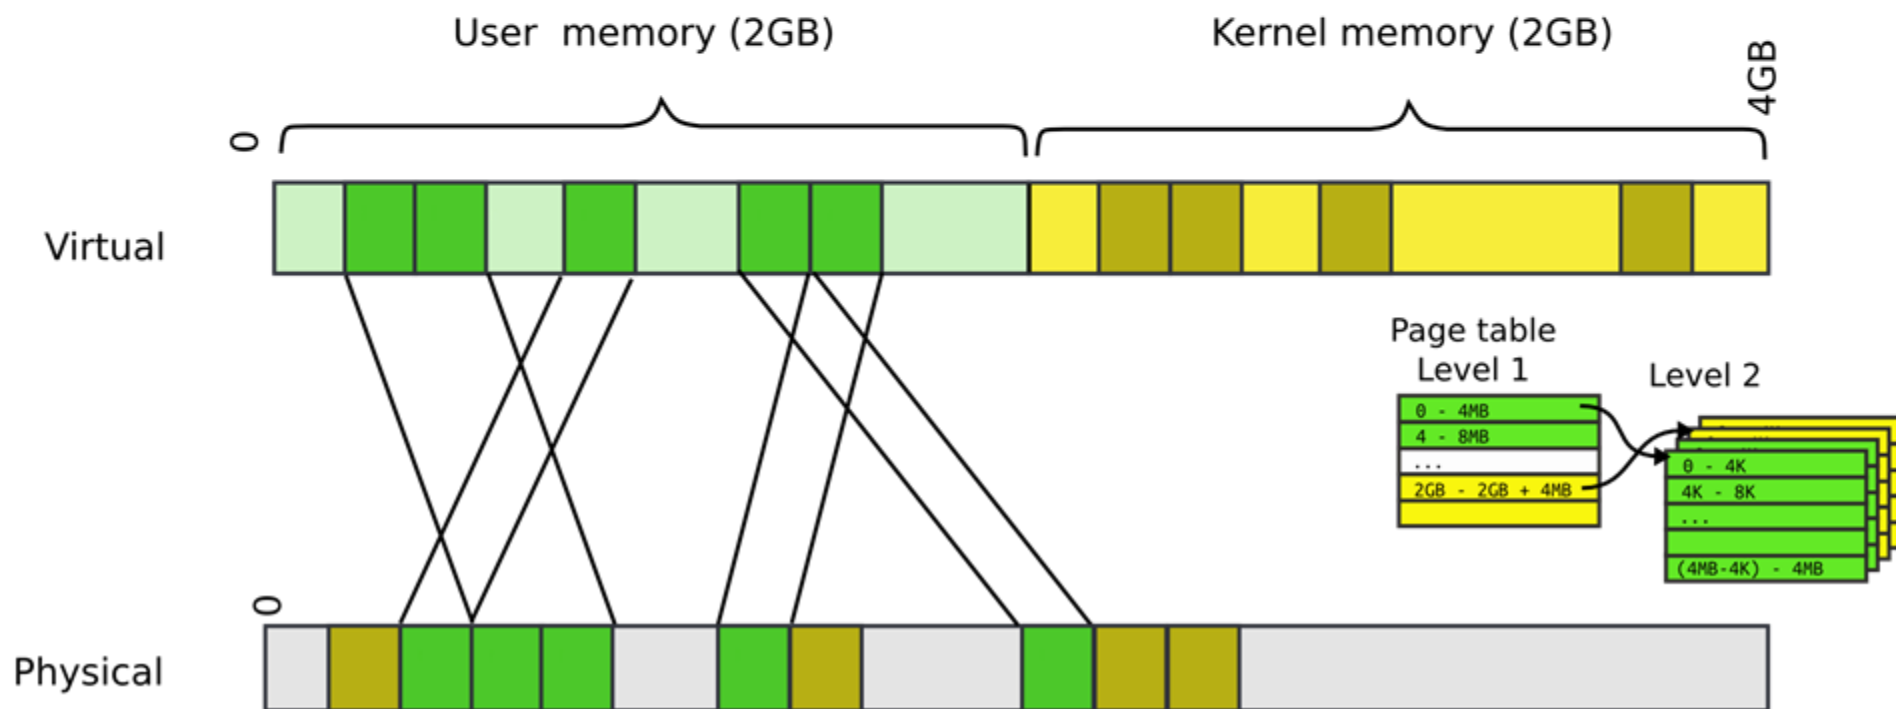 User memory (2GB)
Kernel memory (2GB)
4GB
0
Virtual
Page table
Level 1
Level 2
0 - 4MB
4 - 8MB
...
2GB - 2GB + 4MB
0 - 4K
4K - 8K
...
(4MB-4K) - 4MB
0
Physical